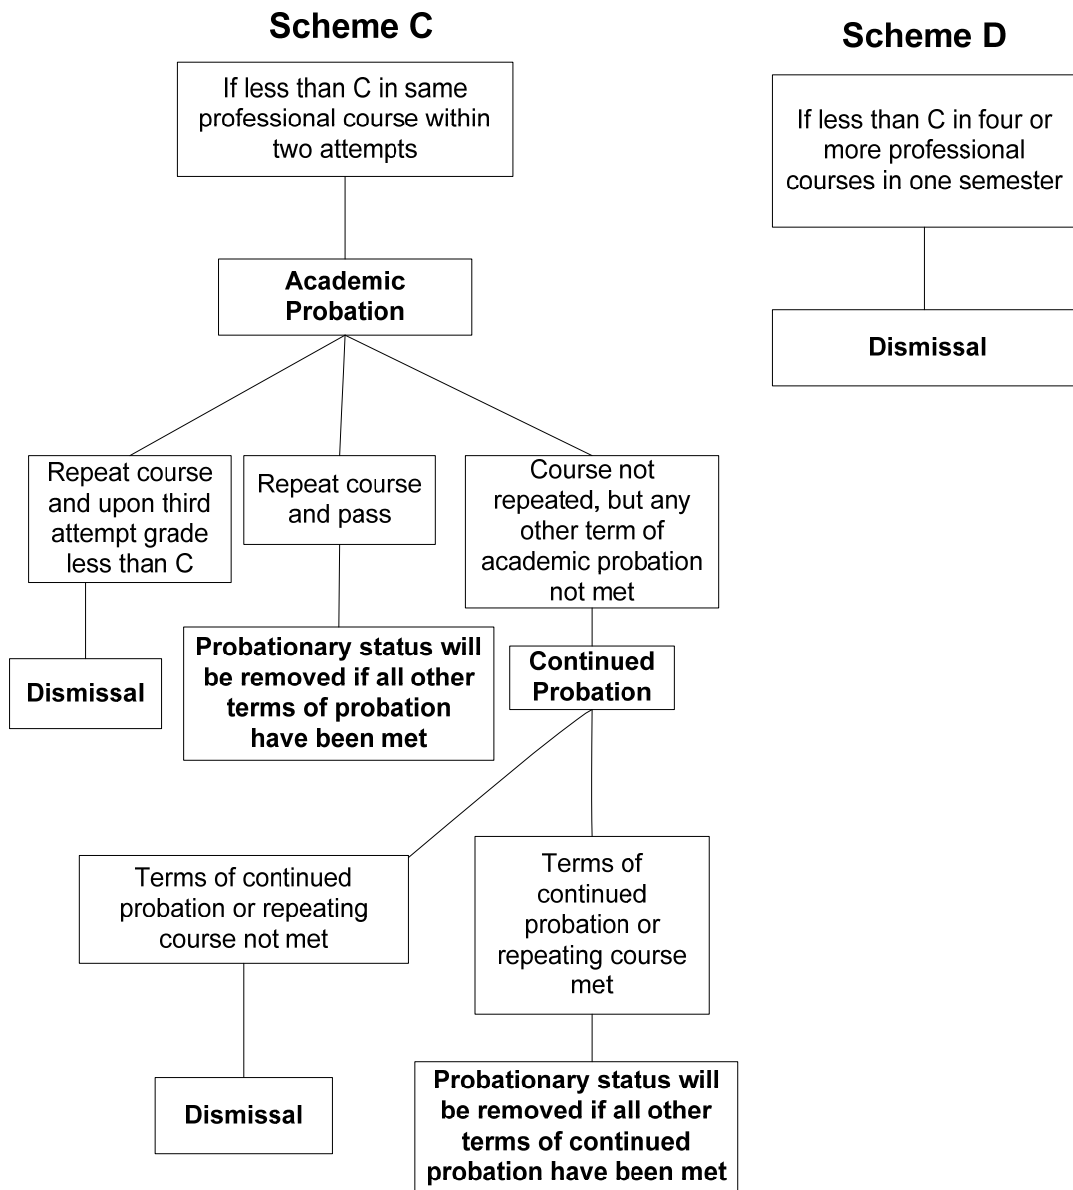 Scheme C
If less than C in same
professional course within
two attempts
Academic
Probation
Repeat course
and upon third
attempt grade
less than C
Repeat course
and pass
Course not
repeated, but any
other term of
academic probation
not met
Dismissal
Probationary status will
be removed if all other
terms of probation
have been met
Continued
Probation
Terms of continued
probation or repeating
course not met
Terms of
continued
probation or
repeating course
met
Dismissal
Probationary status will
be removed if all other
terms of continued
probation have been met
Scheme D
If less than C in four or
more professional
courses in one semester
Dismissal